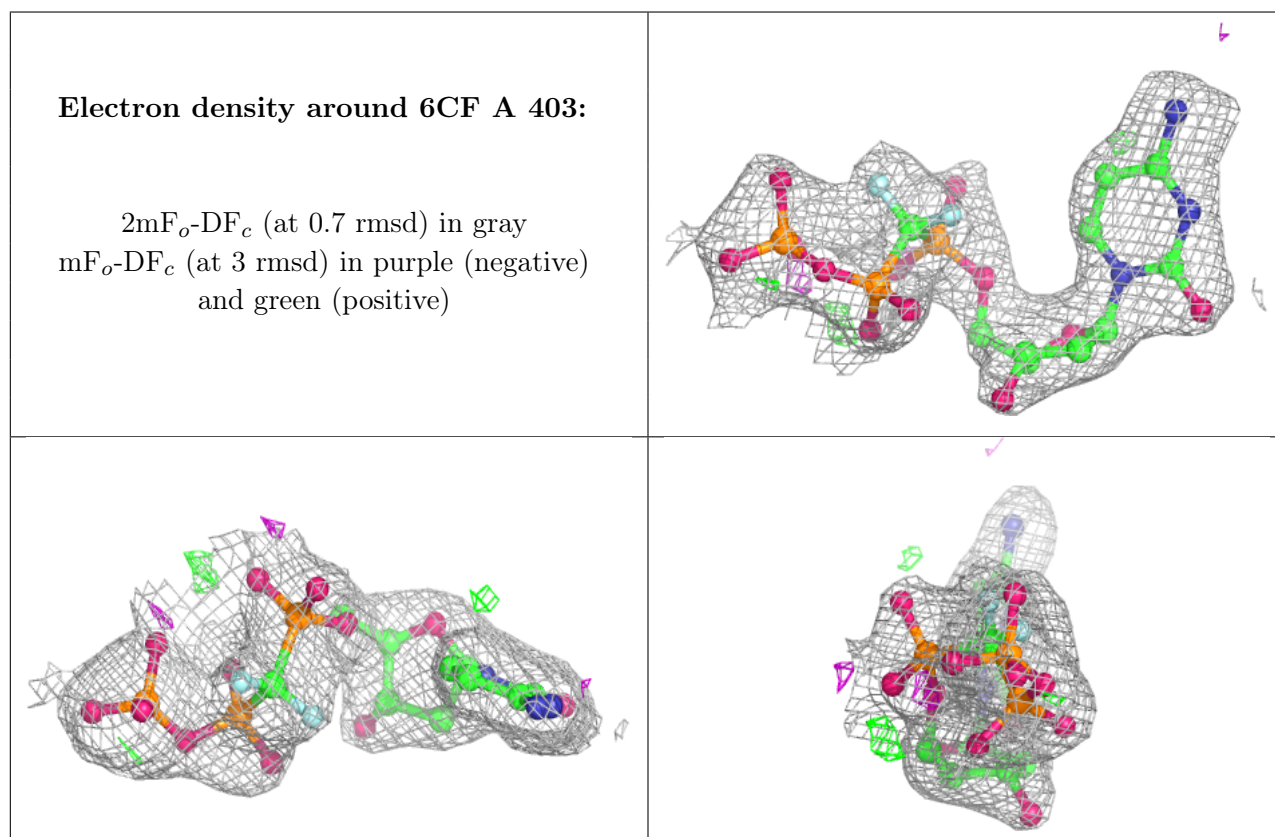 Electron density around 6CF A 403:
2mFo-DFc (at 0.7 rmsd) in gray
mFo-DFc (at 3 rmsd) in purple (negative)
and green (positive)